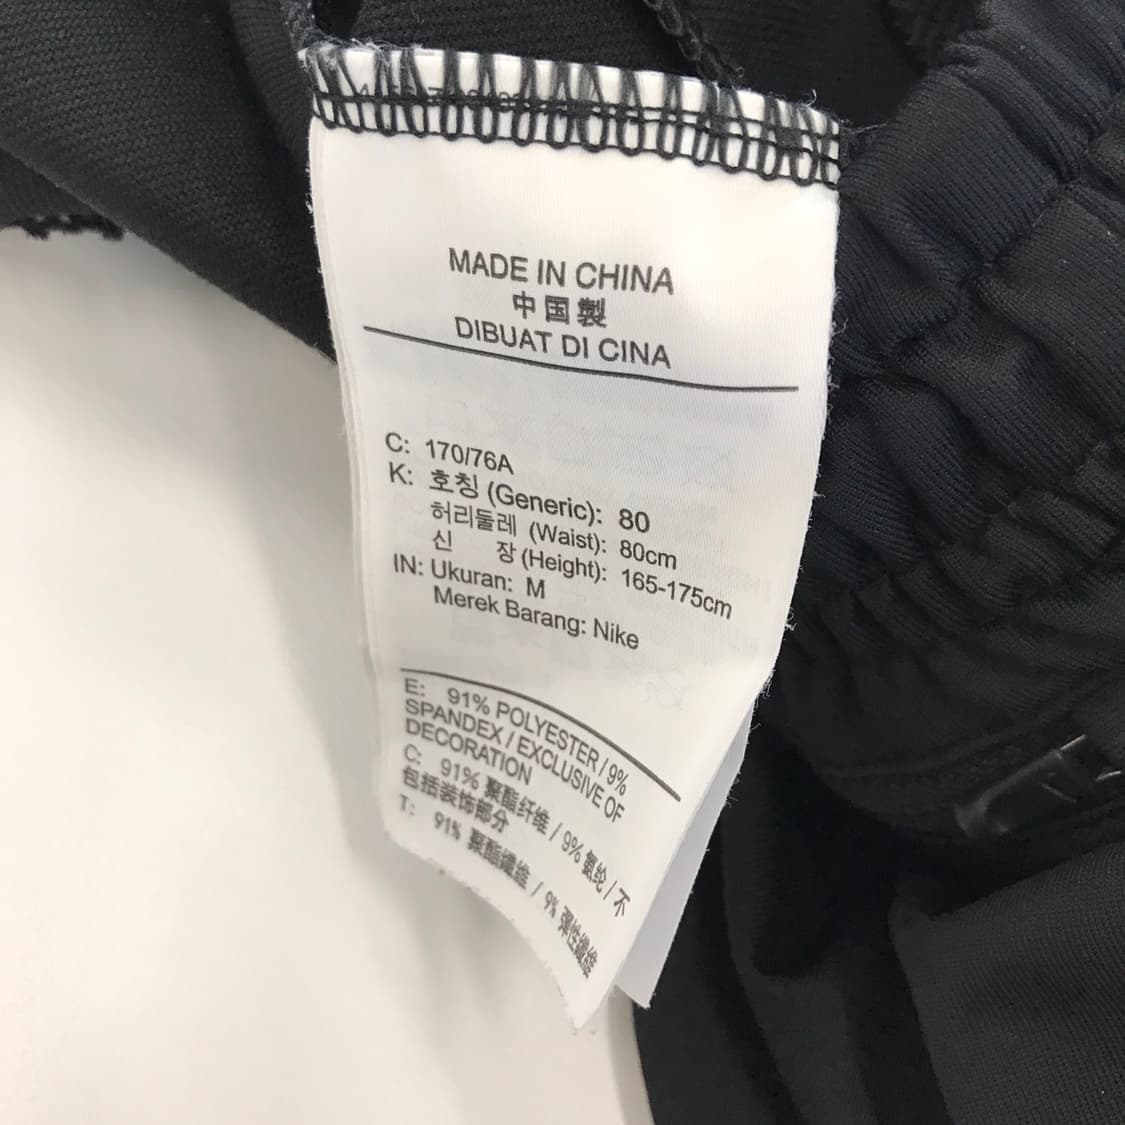 MADE IN CHINA
中国製
DIBUAT DI CINA
C: 170/76A
K: 호칭 (Generic): 80
허리둘레 (Waist): 80cm
신 장 (Height): 165-175cm
IN: Ukuran: M
Merek Barang: Nike
E: 91% POLYESTER / 9%
SPANDEX / EXCLUSIVE OF
DECORATION
C: 91% 聚酯纤维 / 9% 氨纶 / 不
包括装饰部分
T: 91% 聚酯纖維 / 9% 彈性纖維